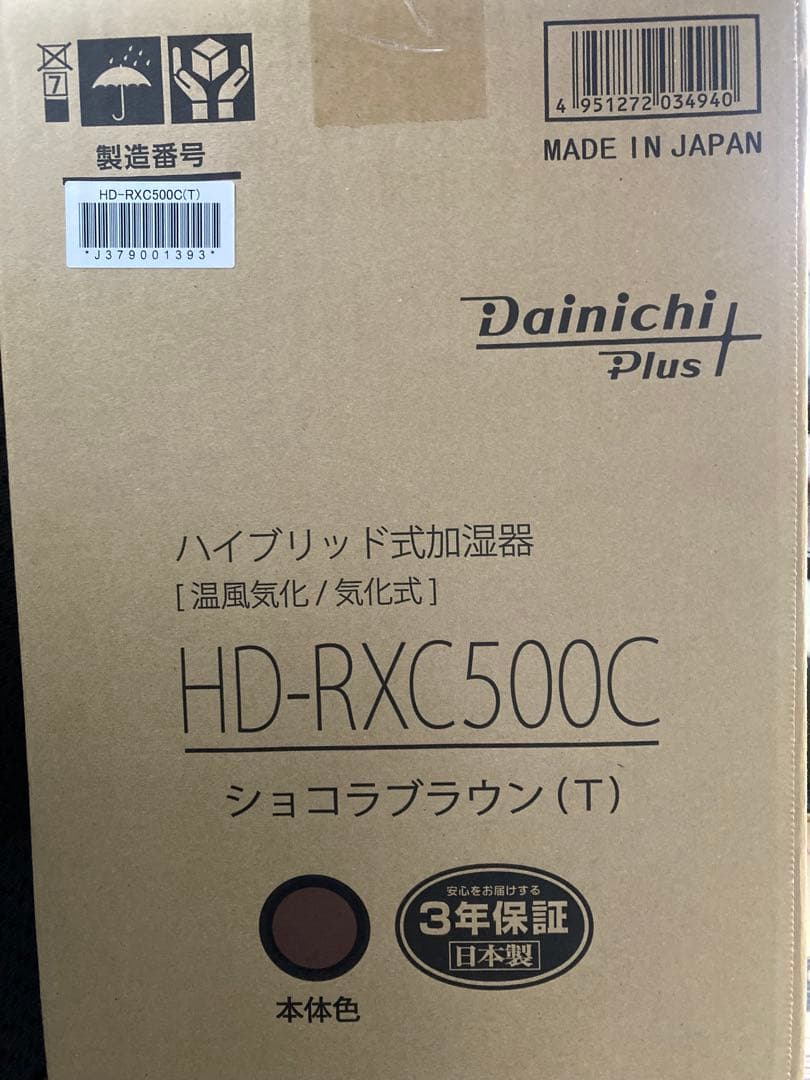 7
4 951272 034940
MADE IN JAPAN
製造番号
HD-RXC500C(T)
*J379001393*
Dainichi
Plus
ハイブリッド式加湿器
[温風気化/気化式]
HD-RXC500C
ショコラブラウン(T)
安心をお届けする
3年保証
日本製
本体色